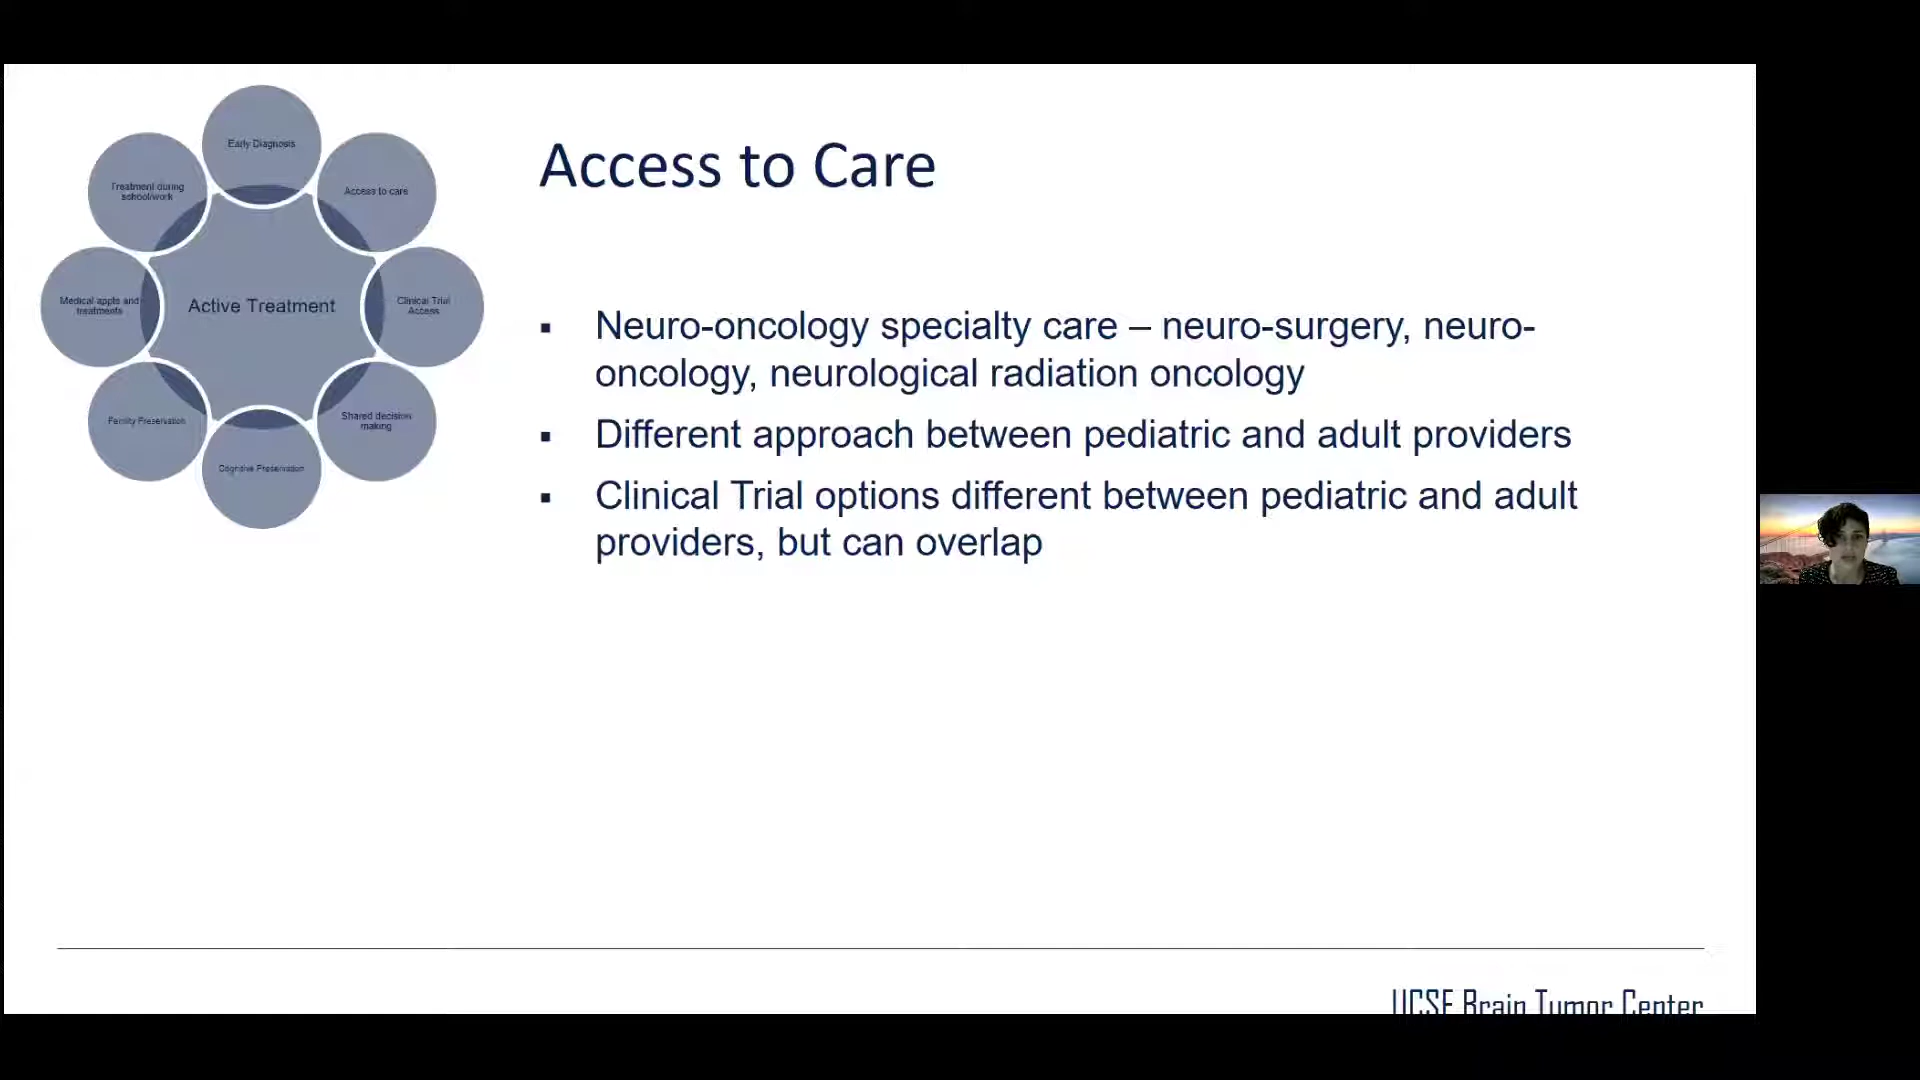 Early Diagnosis
Treatment during
school/work
Access to care
Medical appts and
treatments
Active Treatment
Clinical Trial
Access
Fertility Preservation
Shared decision
making
Cognitive Preservation
Access to Care
▪ Neuro-oncology specialty care – neuro-surgery, neuro-
oncology, neurological radiation oncology
▪ Different approach between pediatric and adult providers
▪ Clinical Trial options different between pediatric and adult
providers, but can overlap
UCSF Brain Tumor Center